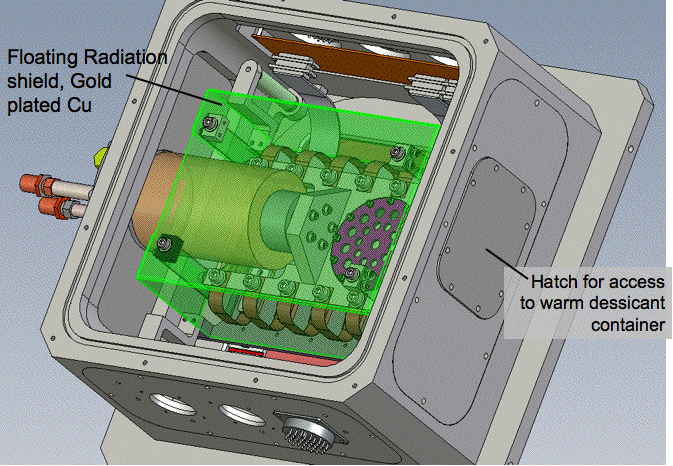 Floating Radiation
shield, Gold
plated Cu
Hatch for access
to warm dessicant
container